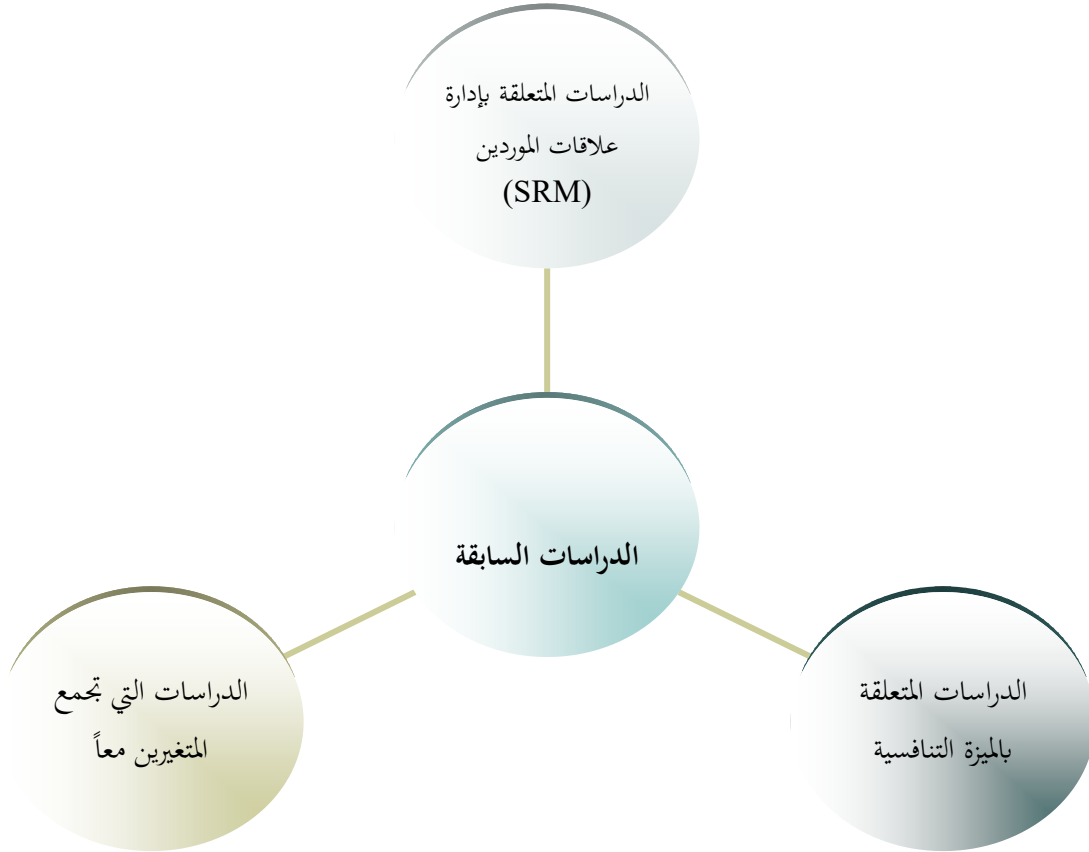 الدراسات المتعلقة بإدارة
علاقات الموردين
(SRM)
الدراسات السابقة
الدراسات المتعلقة
بالميزة التنافسية
الدراسات التي تجمع
المتغيرين معاً